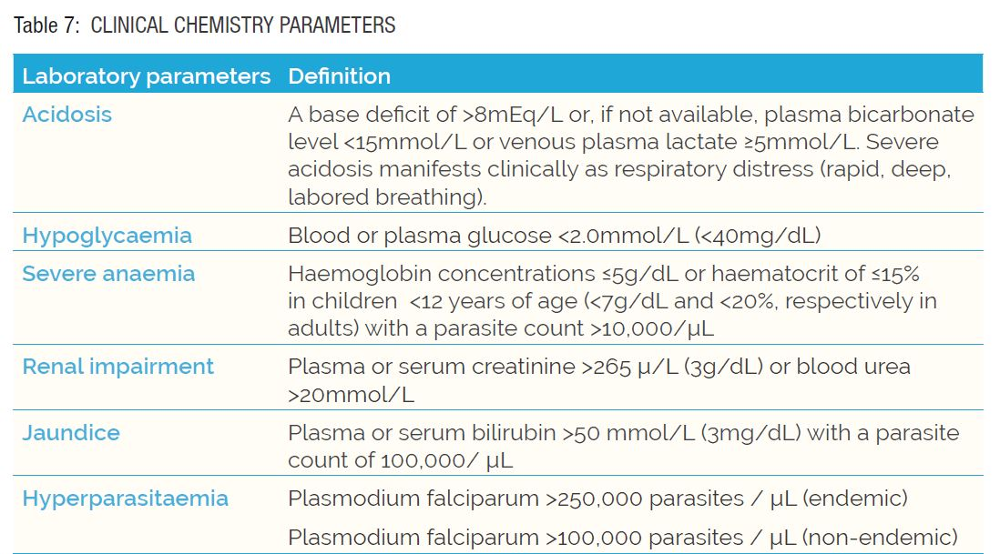 Table 7: CLINICAL CHEMISTRY PARAMETERS
Laboratory parameters Definition
Acidosis A base deficit of >8mEq/L or, if not available, plasma bicarbonate
level <15mmol/L or venous plasma lactate ≥5mmol/L. Severe
acidosis manifests clinically as respiratory distress (rapid, deep,
labored breathing).
Hypoglycaemia Blood or plasma glucose <2.0mmol/L (<40mg/dL)
Severe anaemia Haemoglobin concentrations ≤5g/dL or haematocrit of ≤15%
in children <12 years of age (<7g/dL and <20%, respectively in
adults) with a parasite count >10,000/µL
Renal impairment Plasma or serum creatinine >265 µ/L (3g/dL) or blood urea
>20mmol/L
Jaundice Plasma or serum bilirubin >50 mmol/L (3mg/dL) with a parasite
count of 100,000/ µL
Hyperparasitaemia Plasmodium falciparum >250,000 parasites / µL (endemic)
Plasmodium falciparum >100,000 parasites / µL (non-endemic)